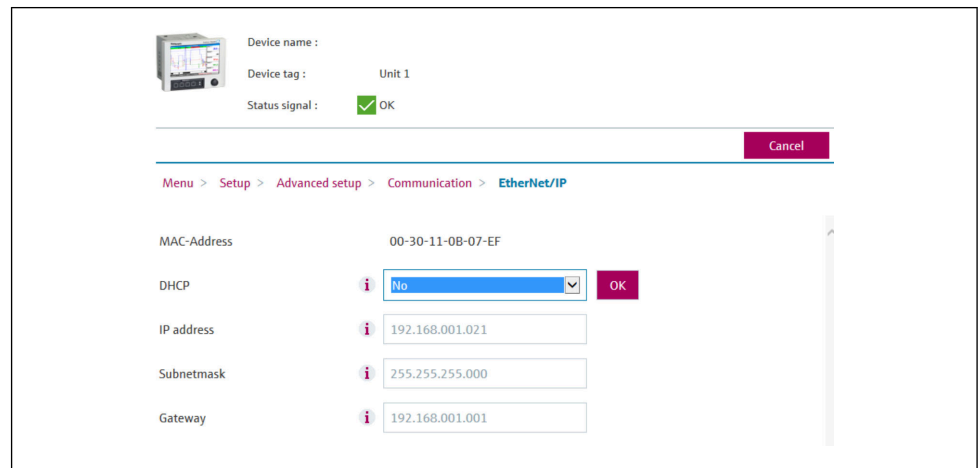 Device name :
Device tag : Unit 1
Status signal : OK
Cancel
Menu > Setup > Advanced setup > Communication > EtherNet/IP
MAC-Address 00-30-11-0B-07-EF
DHCP i No OK
IP address i 192.168.001.021
Subnetmask i 255.255.255.000
Gateway i 192.168.001.001